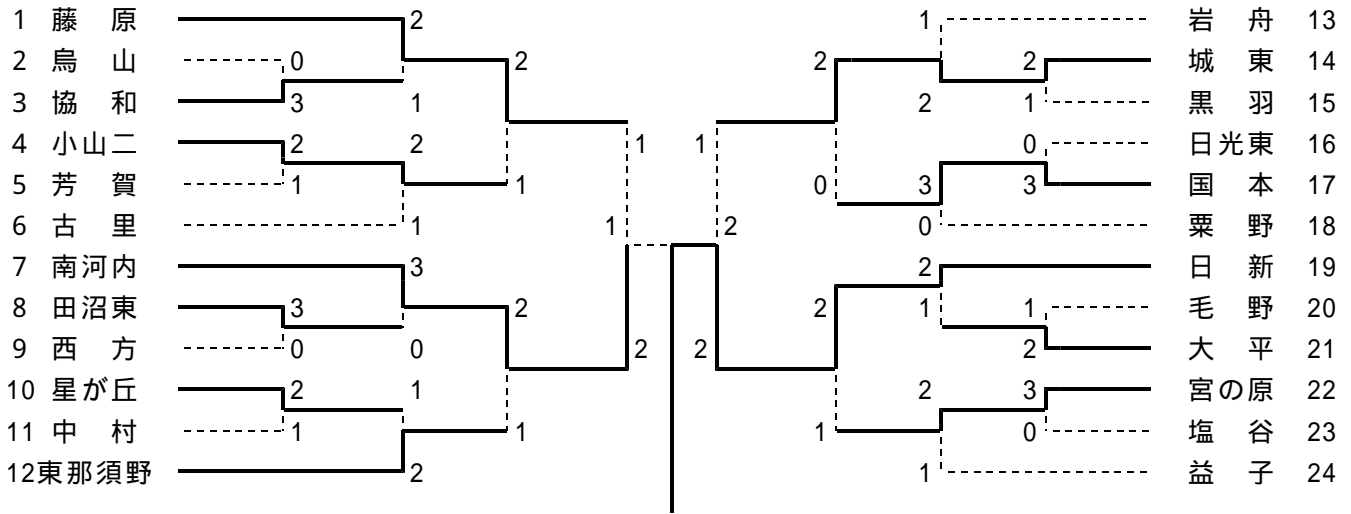 1 藤原 2 1 岩舟 13
2 烏山 0 2 2 2 城東 14
3 協和 3 1 2 1 黒羽 15
4 小山二 2 2 1 1 0 日光東 16
5 芳賀 1 1 0 3 3 国本 17
6 古里 1 1 2 0 粟野 18
7 南河内 3 2 日新 19
8 田沼東 3 2 2 1 1 毛野 20
9 西方 0 0 2 2 2 大平 21
10 星が丘 2 1 2 3 宮の原 22
11 中村 1 1 1 0 塩谷 23
12 東那須野 2 1 益子 24